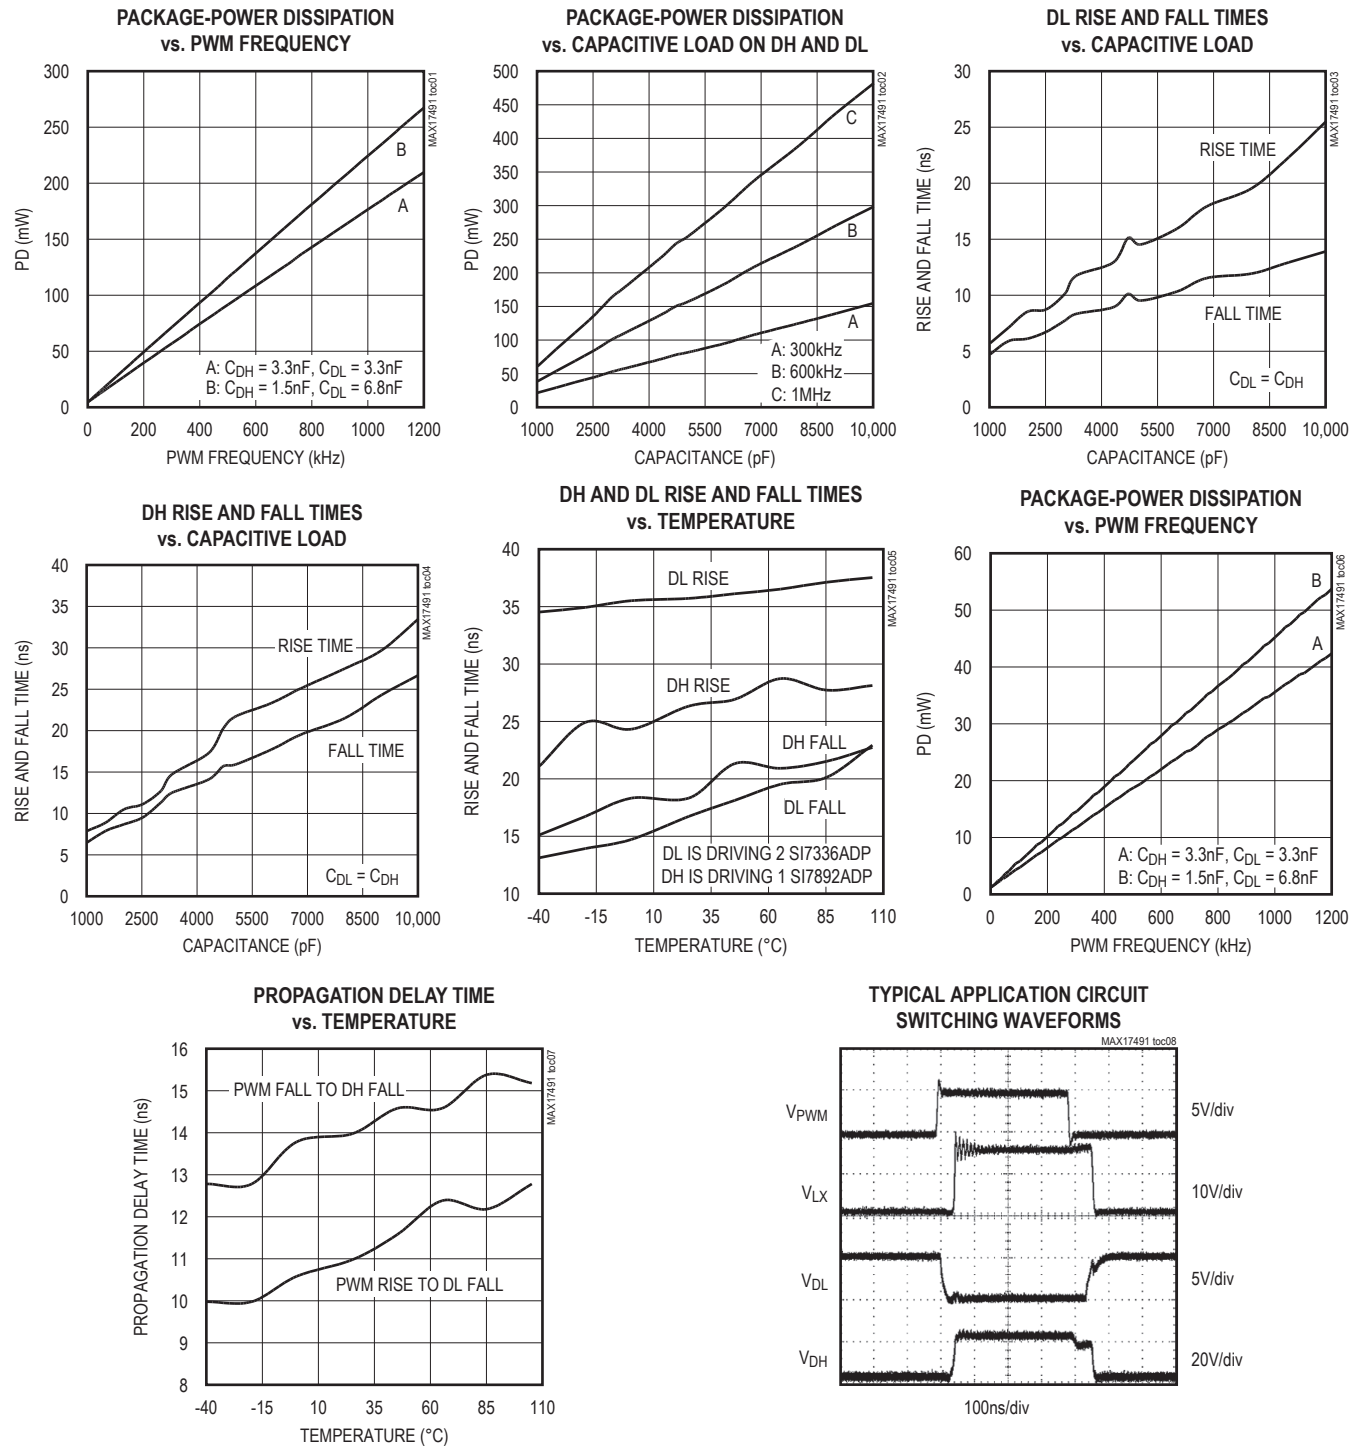 PACKAGE-POWER DISSIPATION
vs. PWM FREQUENCY
300
250
200
150
100
50
0
PD (mW)
B
A
A: CDH = 3.3nF, CDL = 3.3nF
B: CDH = 1.5nF, CDL = 6.8nF
0 200 400 600 800 1000 1200
PWM FREQUENCY (kHz)
MAX17491 toc01
PACKAGE-POWER DISSIPATION
vs. CAPACITIVE LOAD ON DH AND DL
500
450
400
350
300
250
200
150
100
50
0
PD (mW)
C
B
A
A: 300kHz
B: 600kHz
C: 1MHz
1000 2500 4000 5500 7000 8500 10,000
CAPACITANCE (pF)
MAX17491 toc02
DL RISE AND FALL TIMES
vs. CAPACITIVE LOAD
30
25
20
15
10
5
0
RISE AND FALL TIME (ns)
RISE TIME
FALL TIME
CDL = CDH
1000 2500 4000 5500 7000 8500 10,000
CAPACITANCE (pF)
MAX17491 toc03
DH RISE AND FALL TIMES
vs. CAPACITIVE LOAD
40
35
30
25
20
15
10
5
0
RISE AND FALL TIME (ns)
RISE TIME
FALL TIME
CDL = CDH
1000 2500 4000 5500 7000 8500 10,000
CAPACITANCE (pF)
MAX17491 toc04
DH AND DL RISE AND FALL TIMES
vs. TEMPERATURE
40
35
30
25
20
15
10
RISE AND FALL TIME (ns)
DL RISE
DH RISE
DH FALL
DL FALL
DL IS DRIVING 2 SI7336ADP
DH IS DRIVING 1 SI7892ADP
-40 -15 10 35 60 85 110
TEMPERATURE (°C)
MAX17491 toc05
PACKAGE-POWER DISSIPATION
vs. PWM FREQUENCY
60
50
40
30
20
10
0
PD (mW)
B
A
A: CDH = 3.3nF, CDL = 3.3nF
B: CDH = 1.5nF, CDL = 6.8nF
0 200 400 600 800 1000 1200
PWM FREQUENCY (kHz)
MAX17491 toc06
PROPAGATION DELAY TIME
vs. TEMPERATURE
16
15
14
13
12
11
10
9
8
PROPAGATION DELAY TIME (ns)
PWM FALL TO DH FALL
PWM RISE TO DL FALL
-40 -15 10 35 60 85 110
TEMPERATURE (°C)
MAX17491 toc07
TYPICAL APPLICATION CIRCUIT
SWITCHING WAVEFORMS
MAX17491 toc08
VPWM 5V/div
VLX 10V/div
VDL 5V/div
VDH 20V/div
100ns/div